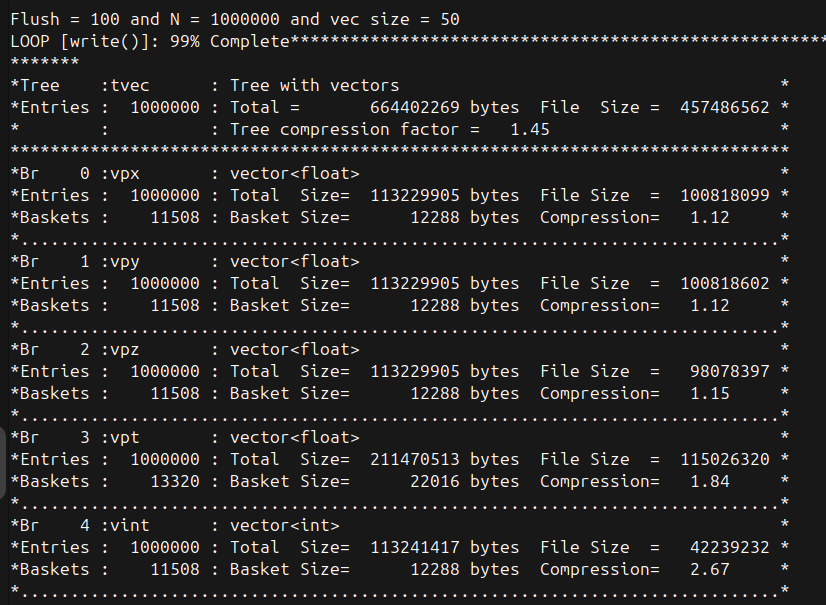 Flush = 100 and N = 1000000 and vec size = 50
LOOP [write()]: 99% Complete******************************************************
*******
*Tree    :tvec      : Tree with vectors                                      *
*Entries :  1000000 : Total =       664402269 bytes  File  Size =  457486562 *
*        :          : Tree compression factor =   1.45                       *
******************************************************************************
*Br    0 :vpx       : vector<float>                                          *
*Entries :  1000000 : Total  Size=  113229905 bytes  File Size  =  100818099 *
*Baskets :    11508 : Basket Size=      12288 bytes  Compression=   1.12     *
*............................................................................*
*Br    1 :vpy       : vector<float>                                          *
*Entries :  1000000 : Total  Size=  113229905 bytes  File Size  =  100818602 *
*Baskets :    11508 : Basket Size=      12288 bytes  Compression=   1.12     *
*............................................................................*
*Br    2 :vpz       : vector<float>                                          *
*Entries :  1000000 : Total  Size=  113229905 bytes  File Size  =   98078397 *
*Baskets :    11508 : Basket Size=      12288 bytes  Compression=   1.15     *
*............................................................................*
*Br    3 :vpt       : vector<float>                                          *
*Entries :  1000000 : Total  Size=  211470513 bytes  File Size  =  115026320 *
*Baskets :    13320 : Basket Size=      22016 bytes  Compression=   1.84     *
*............................................................................*
*Br    4 :vint      : vector<int>                                            *
*Entries :  1000000 : Total  Size=  113241417 bytes  File Size  =   42239232 *
*Baskets :    11508 : Basket Size=      12288 bytes  Compression=   2.67     *
*............................................................................*